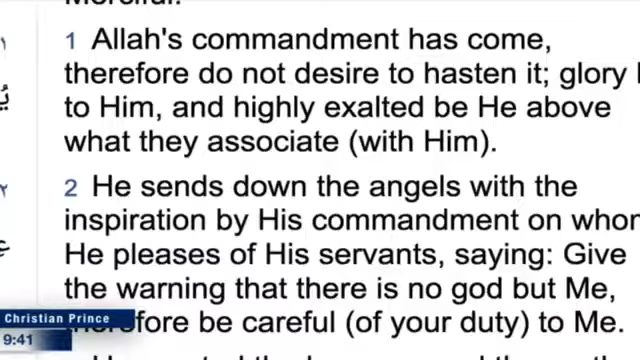 1 Allah's commandment has come,
therefore do not desire to hasten it; glory
to Him, and highly exalted be He above
what they associate (with Him).
2 He sends down the angels with the
inspiration by His commandment on whom
He pleases of His servants, saying: Give
the warning that there is no god but Me,
therefore be careful (of your duty) to Me.
Christian Prince
9:41